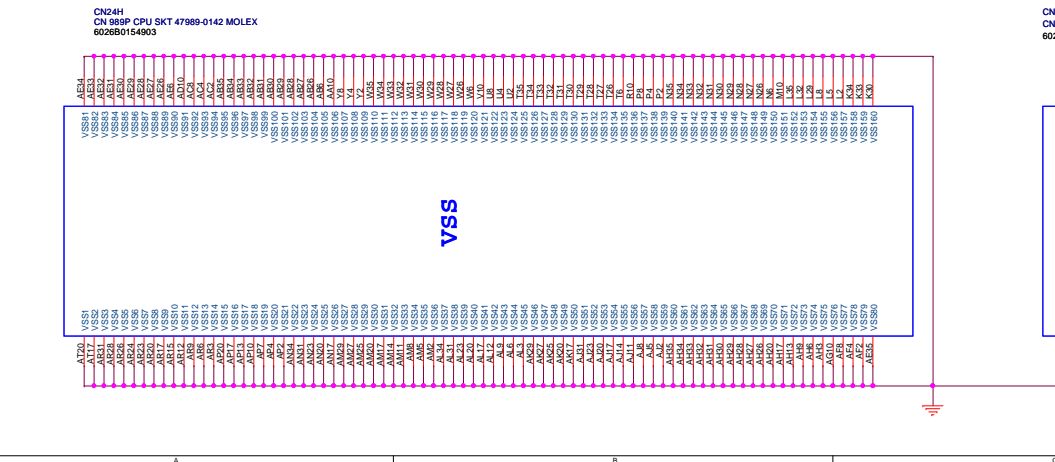 CN24H
CN 989P CPU SKT 47989-0142 MOLEX
6026B0154903
CN
CN
602
AE34 AE33 AE32 AE31 AE30 AE29 AE28 AE27 AE26 AE6 AD10 AC8 AC4 AC2 AB35 AB34 AB33 AB32 AB31 AB30 AB29 AB28 AB27 AB26 AB6 AA10 Y8 Y4 Y2 W35 W34 W33 W32 W31 W30 W29 W28 W27 W26 W6 V10 U8 U4 U2 T35 T34 T33 T32 T31 T30 T29 T28 T27 T26 T6 R10 P8 P4 P2 N35 N34 N33 N32 N31 N30 N29 N28 N27 N26 N6 M10 L35 L32 L29 L8 L5 L2 K34 K33 K30
VSS81 VSS82 VSS83 VSS84 VSS85 VSS86 VSS87 VSS88 VSS89 VSS90 VSS91 VSS92 VSS93 VSS94 VSS95 VSS96 VSS97 VSS98 VSS99 VSS100 VSS101 VSS102 VSS103 VSS104 VSS105 VSS106 VSS107 VSS108 VSS109 VSS110 VSS111 VSS112 VSS113 VSS114 VSS115 VSS116 VSS117 VSS118 VSS119 VSS120 VSS121 VSS122 VSS123 VSS124 VSS125 VSS126 VSS127 VSS128 VSS129 VSS130 VSS131 VSS132 VSS133 VSS134 VSS135 VSS136 VSS137 VSS138 VSS139 VSS140 VSS141 VSS142 VSS143 VSS144 VSS145 VSS146 VSS147 VSS148 VSS149 VSS150 VSS151 VSS152 VSS153 VSS154 VSS155 VSS156 VSS157 VSS158 VSS159 VSS160
VSS
VSS1 VSS2 VSS3 VSS4 VSS5 VSS6 VSS7 VSS8 VSS9 VSS10 VSS11 VSS12 VSS13 VSS14 VSS15 VSS16 VSS17 VSS18 VSS19 VSS20 VSS21 VSS22 VSS23 VSS24 VSS25 VSS26 VSS27 VSS28 VSS29 VSS30 VSS31 VSS32 VSS33 VSS34 VSS35 VSS36 VSS37 VSS38 VSS39 VSS40 VSS41 VSS42 VSS43 VSS44 VSS45 VSS46 VSS47 VSS48 VSS49 VSS50 VSS51 VSS52 VSS53 VSS54 VSS55 VSS56 VSS57 VSS58 VSS59 VSS60 VSS61 VSS62 VSS63 VSS64 VSS65 VSS66 VSS67 VSS68 VSS69 VSS70 VSS71 VSS72 VSS73 VSS74 VSS75 VSS76 VSS77 VSS78 VSS79 VSS80
AT20 AT17 AR31 AR28 AR26 AR24 AR23 AR20 AR17 AR15 AR12 AR9 AR6 AR3 AP20 AP17 AP13 AP10 AP7 AP4 AP2 AN34 AN31 AN23 AN20 AN17 AM29 AM27 AM25 AM20 AM17 AM14 AM11 AM8 AM5 AM2 AL34 AL31 AL23 AL20 AL17 AL12 AL9 AL6 AL3 AK29 AK27 AK25 AK20 AK17 AJ31 AJ23 AJ20 AJ17 AJ14 AJ11 AJ8 AJ5 AJ2 AH35 AH34 AH33 AH32 AH31 AH30 AH29 AH28 AH27 AH26 AH20 AH17 AH13 AH9 AH6 AH3 AG10 AF8 AF4 AF2 AE35
A B